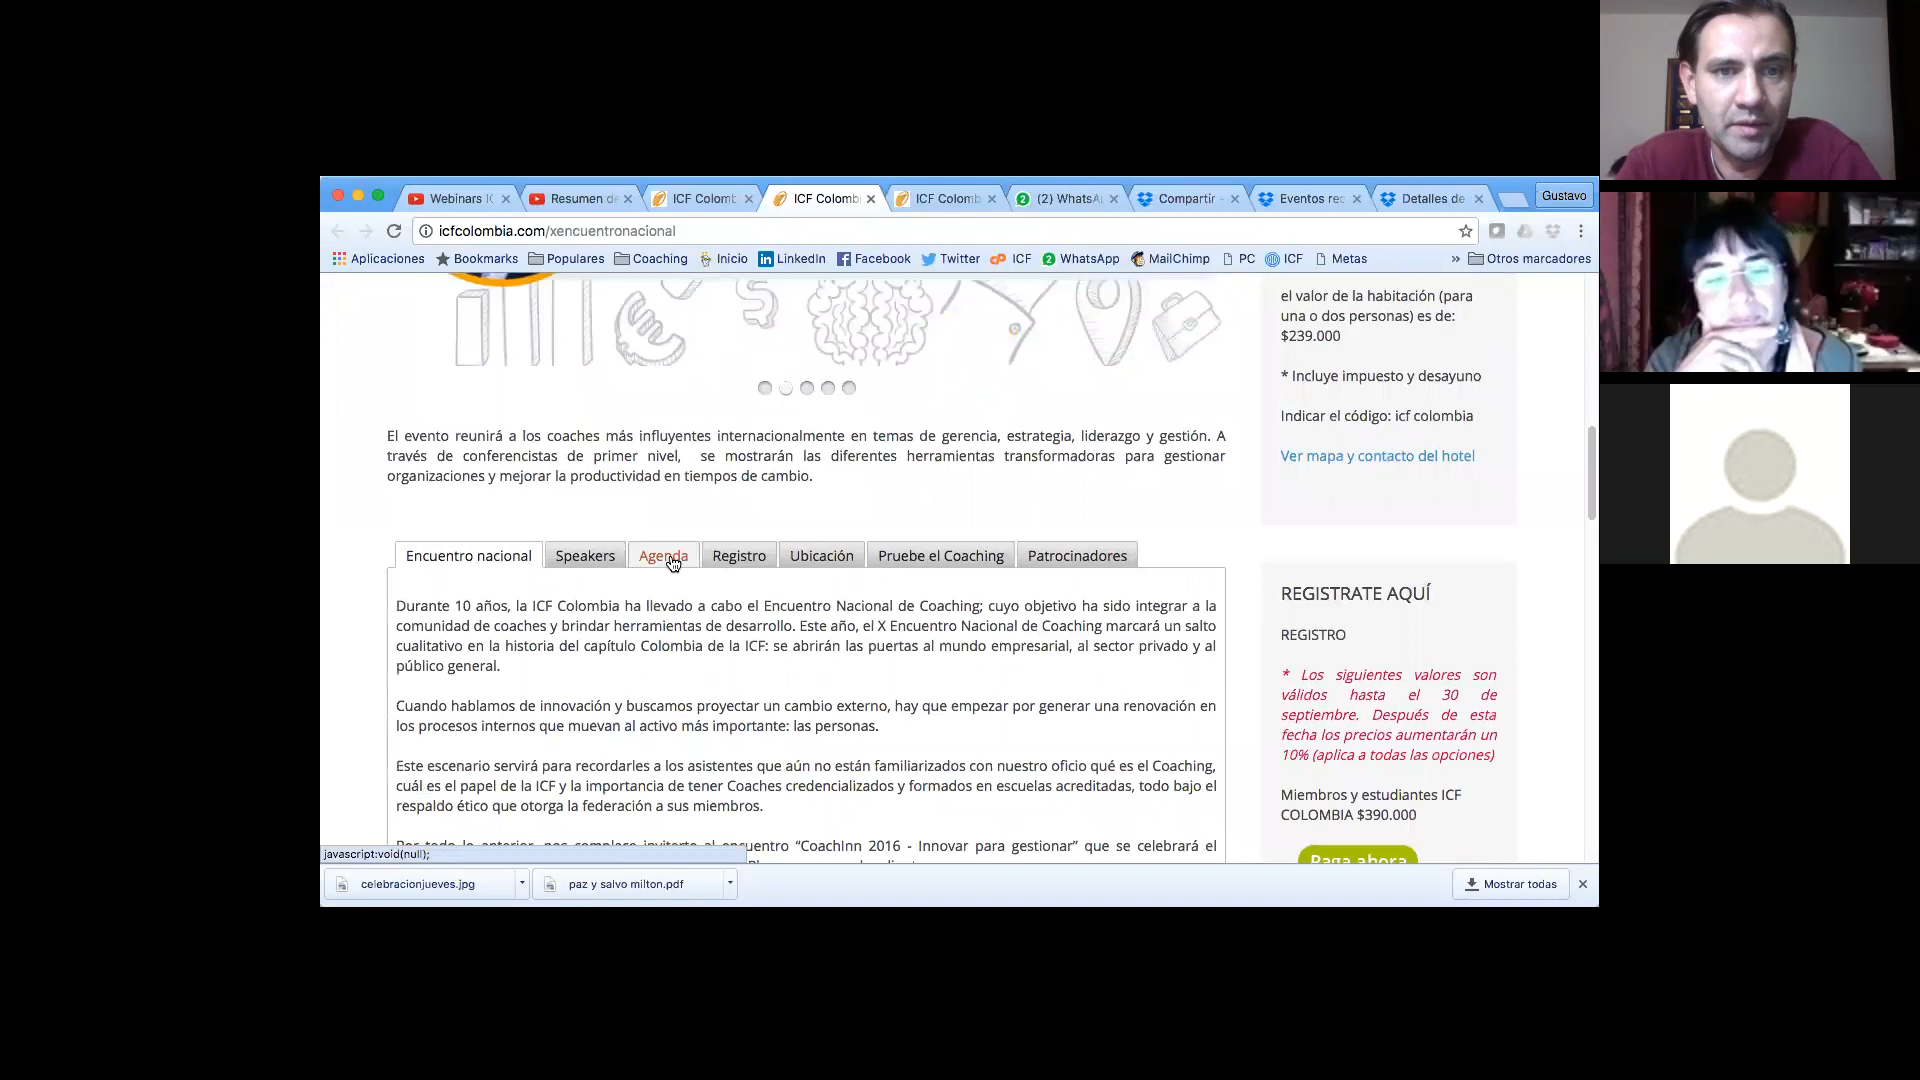 Webinars IC
Resumen de
ICF Colomb
ICF Colomb
ICF Colomb
(2) WhatsA
Compartir -
Eventos rec
Detalles de
Gustavo
icfcolombia.com/xencuentronacional
Aplicaciones
Bookmarks
Populares
Coaching
Inicio
LinkedIn
Facebook
Twitter
ICF
2 WhatsApp
MailChimp
PC
ICF
Metas
»
Otros marcadores
el valor de la habitación (para
una o dos personas) es de:
$239.000
* Incluye impuesto y desayuno
Indicar el código: icf colombia
Ver mapa y contacto del hotel
El evento reunirá a los coaches más influyentes internacionalmente en temas de gerencia, estrategia, liderazgo y gestión. A
través de conferencistas de primer nivel, se mostrarán las diferentes herramientas transformadoras para gestionar
organizaciones y mejorar la productividad en tiempos de cambio.
Encuentro nacional
Speakers
Agenda
Registro
Ubicación
Pruebe el Coaching
Patrocinadores
Durante 10 años, la ICF Colombia ha llevado a cabo el Encuentro Nacional de Coaching; cuyo objetivo ha sido integrar a la
comunidad de coaches y brindar herramientas de desarrollo. Este año, el X Encuentro Nacional de Coaching marcará un salto
cualitativo en la historia del capítulo Colombia de la ICF: se abrirán las puertas al mundo empresarial, al sector privado y al
público general.
Cuando hablamos de innovación y buscamos proyectar un cambio externo, hay que empezar por generar una renovación en
los procesos internos que muevan al activo más importante: las personas.
Este escenario servirá para recordarles a los asistentes que aún no están familiarizados con nuestro oficio qué es el Coaching,
cuál es el papel de la ICF y la importancia de tener Coaches credencializados y formados en escuelas acreditadas, todo bajo el
respaldo ético que otorga la federación a sus miembros.
Por todo lo anterior, nos complace invitarte al encuentro “CoachInn 2016 - Innovar para gestionar” que se celebrará el
REGISTRATE AQUÍ
REGISTRO
* Los siguientes valores son
válidos hasta el 30 de
septiembre. Después de esta
fecha los precios aumentarán un
10% (aplica a todas las opciones)
Miembros y estudiantes ICF
COLOMBIA $390.000
Paga ahora
javascript:void(null);
celebracionjueves.jpg
paz y salvo milton.pdf
Mostrar todas